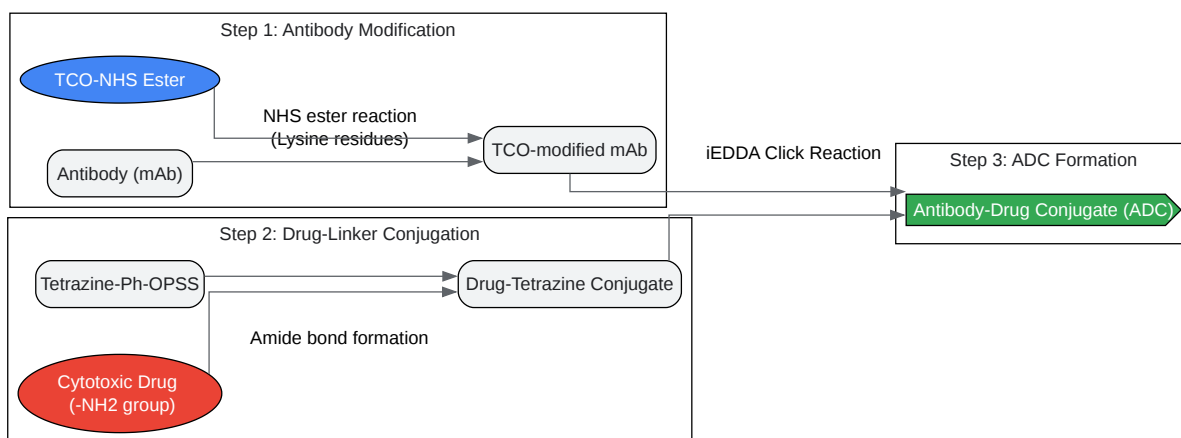 Step 1: Antibody Modification
TCO-NHS Ester
NHS ester reaction
(Lysine residues)
Antibody (mAb)
TCO-modified mAb
iEDDA Click Reaction
Step 3: ADC Formation
Antibody-Drug Conjugate (ADC)
Step 2: Drug-Linker Conjugation
Tetrazine-Ph-OPSS
Drug-Tetrazine Conjugate
Amide bond formation
Cytotoxic Drug
(-NH2 group)